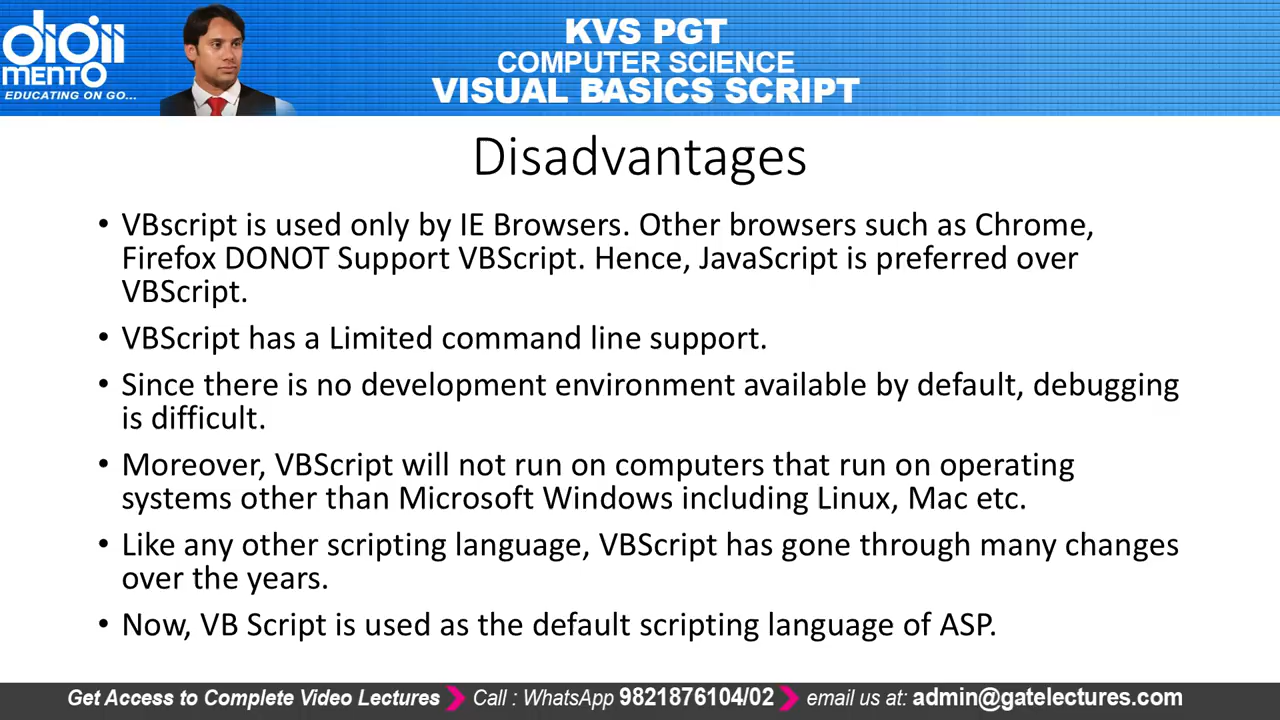 digii
MENTO
EDUCATING ON GO...
KVS PGT
COMPUTER SCIENCE
VISUAL BASICS SCRIPT
Disadvantages
• VBscript is used only by IE Browsers. Other browsers such as Chrome,
Firefox DONOT Support VBScript. Hence, JavaScript is preferred over
VBScript.
• VBScript has a Limited command line support.
• Since there is no development environment available by default, debugging
is difficult.
• Moreover, VBScript will not run on computers that run on operating
systems other than Microsoft Windows including Linux, Mac etc.
• Like any other scripting language, VBScript has gone through many changes
over the years.
• Now, VB Script is used as the default scripting language of ASP.
Get Access to Complete Video Lectures Call : WhatsApp 9821876104/02 email us at: admin@gatelectures.com